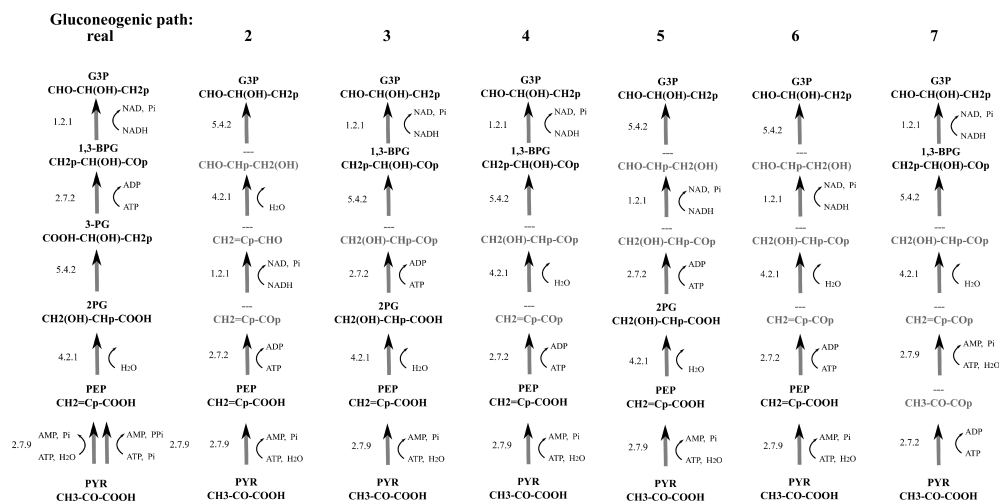 Gluconeogenic path:
real 2 3 4 5 6 7
G3P G3P G3P G3P G3P G3P G3P
CHO-CH(OH)-CH2p CHO-CH(OH)-CH2p CHO-CH(OH)-CH2p CHO-CH(OH)-CH2p CHO-CH(OH)-CH2p CHO-CH(OH)-CH2p CHO-CH(OH)-CH2p
NAD, Pi NAD, Pi NAD, Pi NAD, Pi
1.2.1 5.4.2 1.2.1 1.2.1 5.4.2 5.4.2 1.2.1
NADH NADH NADH NADH
1,3-BPG --- 1,3-BPG 1,3-BPG --- --- 1,3-BPG
CH2p-CH(OH)-COp CHO-CHp-CH2(OH) CH2p-CH(OH)-COp CH2p-CH(OH)-COp CHO-CHp-CH2(OH) CHO-CHp-CH2(OH) CH2p-CH(OH)-COp
ADP NAD, Pi NAD, Pi
2.7.2 4.2.1 5.4.2 5.4.2 1.2.1 1.2.1 5.4.2
ATP H2O NADH NADH
3-PG --- --- --- --- --- ---
COOH-CH(OH)-CH2p CH2=Cp-CHO CH2(OH)-CHp-COp CH2(OH)-CHp-COp CH2(OH)-CHp-COp CH2(OH)-CHp-COp CH2(OH)-CHp-COp
NAD, Pi ADP ADP
5.4.2 1.2.1 2.7.2 4.2.1 2.7.2 4.2.1 4.2.1
NADH ATP H2O ATP H2O H2O
2PG --- 2PG --- 2PG --- ---
CH2(OH)-CHp-COOH CH2=Cp-COp CH2(OH)-CHp-COOH CH2=Cp-COp CH2(OH)-CHp-COOH CH2=Cp-COp CH2=Cp-COp
ADP ADP ADP AMP, Pi
4.2.1 2.7.2 4.2.1 2.7.2 4.2.1 2.7.2 2.7.9
H2O ATP H2O ATP H2O ATP ATP, H2O
PEP PEP PEP PEP PEP PEP ---
CH2=Cp-COOH CH2=Cp-COOH CH2=Cp-COOH CH2=Cp-COOH CH2=Cp-COOH CH2=Cp-COOH CH3-CO-COp
AMP, Pi AMP, PPi AMP, Pi AMP, Pi AMP, Pi AMP, Pi AMP, Pi ADP
2.7.9 2.7.9 2.7.9 2.7.9 2.7.9 2.7.9 2.7.2
ATP, H2O ATP, Pi ATP, H2O ATP, H2O ATP, H2O ATP, H2O ATP, H2O ATP
PYR PYR PYR PYR PYR PYR PYR
CH3-CO-COOH CH3-CO-COOH CH3-CO-COOH CH3-CO-COOH CH3-CO-COOH CH3-CO-COOH CH3-CO-COOH